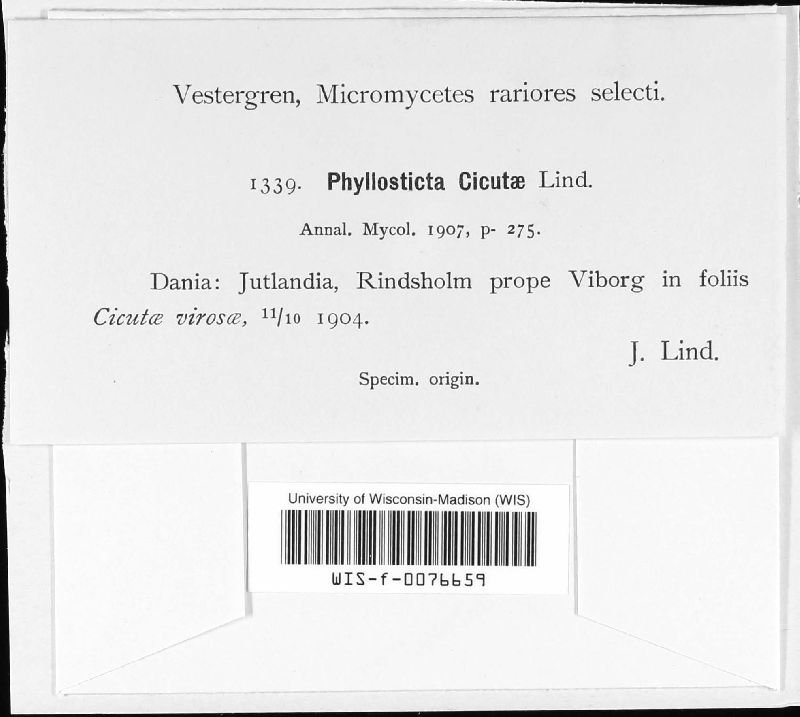 Vestergren, Micromycetes rariores selecti.
1339. Phyllosticta Cicutæ Lind.
Annal. Mycol. 1907, p- 275.
Dania: Jutlandia, Rindsholm prope Viborg in foliis
Cicutæ virosæ, 11/10 1904.
J. Lind.
Specim. origin.
University of Wisconsin-Madison (WIS)
WIS-f-0076659